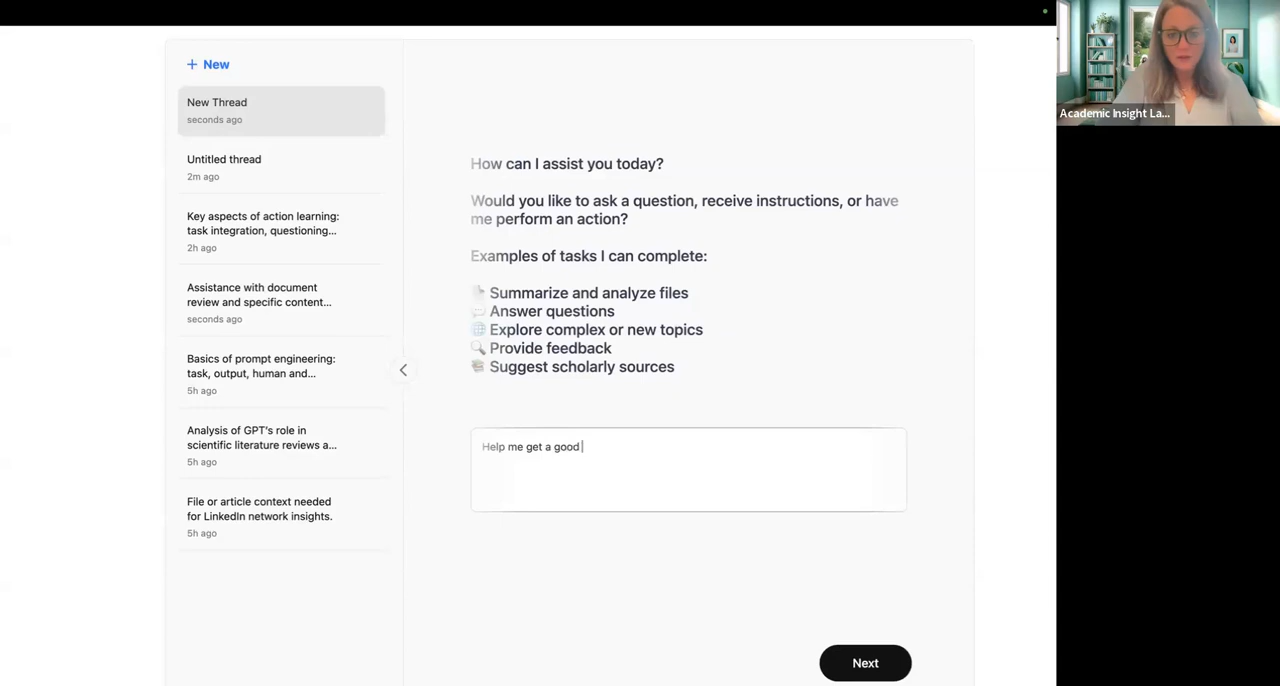 + New
New Thread
seconds ago
Untitled thread
2m ago
Key aspects of action learning:
task integration, questioning...
2h ago
Assistance with document
review and specific content...
seconds ago
Basics of prompt engineering:
task, output, human and...
5h ago
Analysis of GPT's role in
scientific literature reviews a...
5h ago
File or article context needed
for LinkedIn network insights.
5h ago
How can I assist you today?
Would you like to ask a question, receive instructions, or have
me perform an action?
Examples of tasks I can complete:
Summarize and analyze files
Answer questions
Explore complex or new topics
Provide feedback
Suggest scholarly sources
Help me get a good
Next
Academic Insight La...